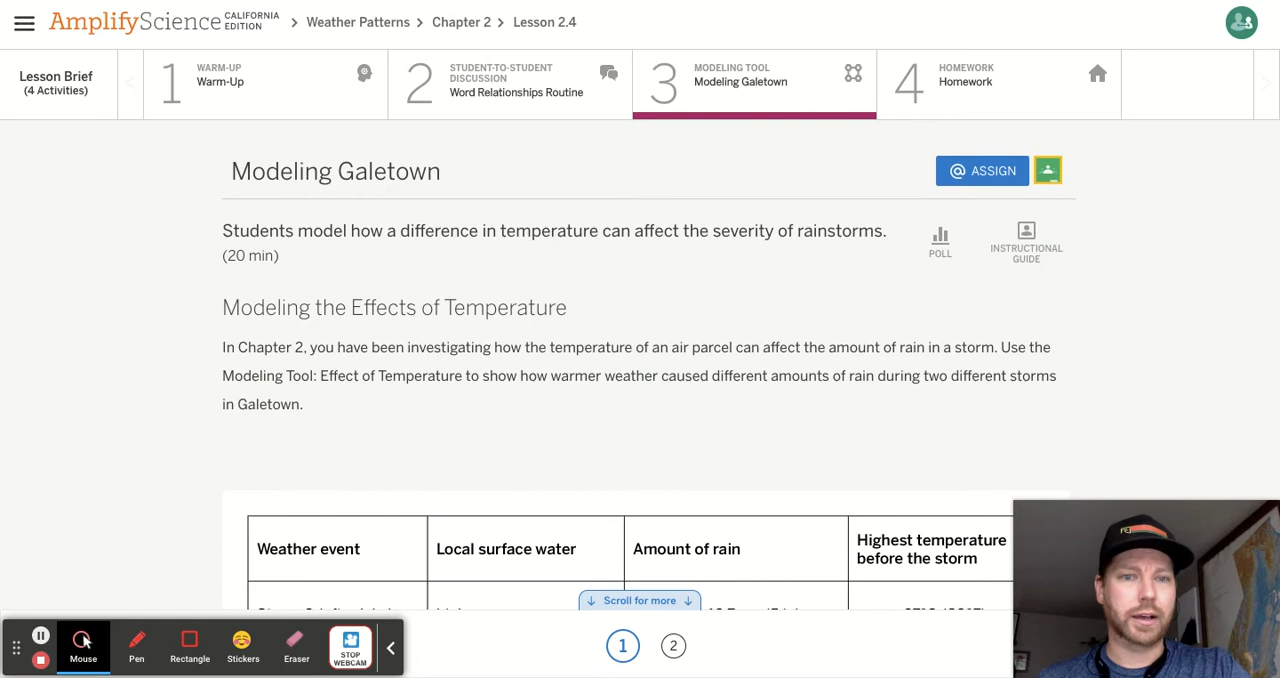 AmplifyScience CALIFORNIA EDITION > Weather Patterns > Chapter 2 > Lesson 2.4
Lesson Brief
(4 Activities)
1 WARM-UP
Warm-Up
2 STUDENT-TO-STUDENT
DISCUSSION
Word Relationships Routine
3 MODELING TOOL
Modeling Galetown
4 HOMEWORK
Homework
Modeling Galetown
@ ASSIGN
Students model how a difference in temperature can affect the severity of rainstorms.
(20 min)
POLL
INSTRUCTIONAL
GUIDE
Modeling the Effects of Temperature
In Chapter 2, you have been investigating how the temperature of an air parcel can affect the amount of rain in a storm. Use the
Modeling Tool: Effect of Temperature to show how warmer weather caused different amounts of rain during two different storms
in Galetown.
Weather event
Local surface water
Amount of rain
Highest temperature
before the storm
↓ Scroll for more ↓
1 2
Mouse
Pen
Rectangle
Stickers
Eraser
STOP
WEBCAM